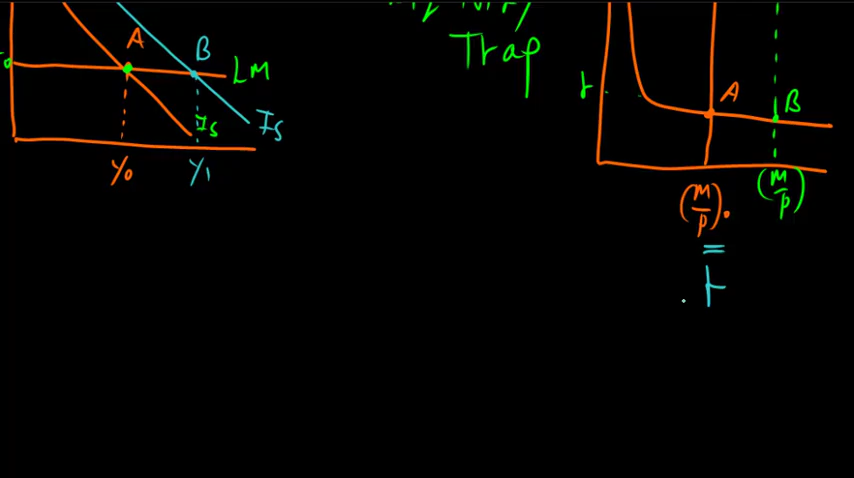 Trap
A
B
LM
Is
Is
Y0
Y1
r
A
B
(M/P)0
(M/P)
=